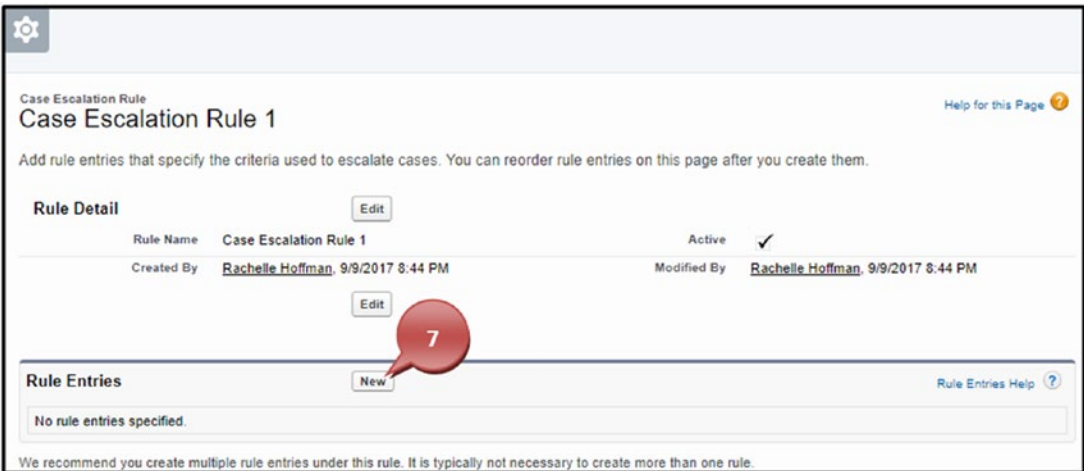 Case Escalation Rule
Case Escalation Rule 1
Help for this Page ?
Add rule entries that specify the criteria used to escalate cases. You can reorder rule entries on this page after you create them.
Rule Detail Edit
Rule Name Case Escalation Rule 1 Active ✓
Created By Rachelle Hoffman, 9/9/2017 8:44 PM Modified By Rachelle Hoffman, 9/9/2017 8:44 PM
Edit
7
Rule Entries New Rule Entries Help ?
No rule entries specified.
We recommend you create multiple rule entries under this rule. It is typically not necessary to create more than one rule.